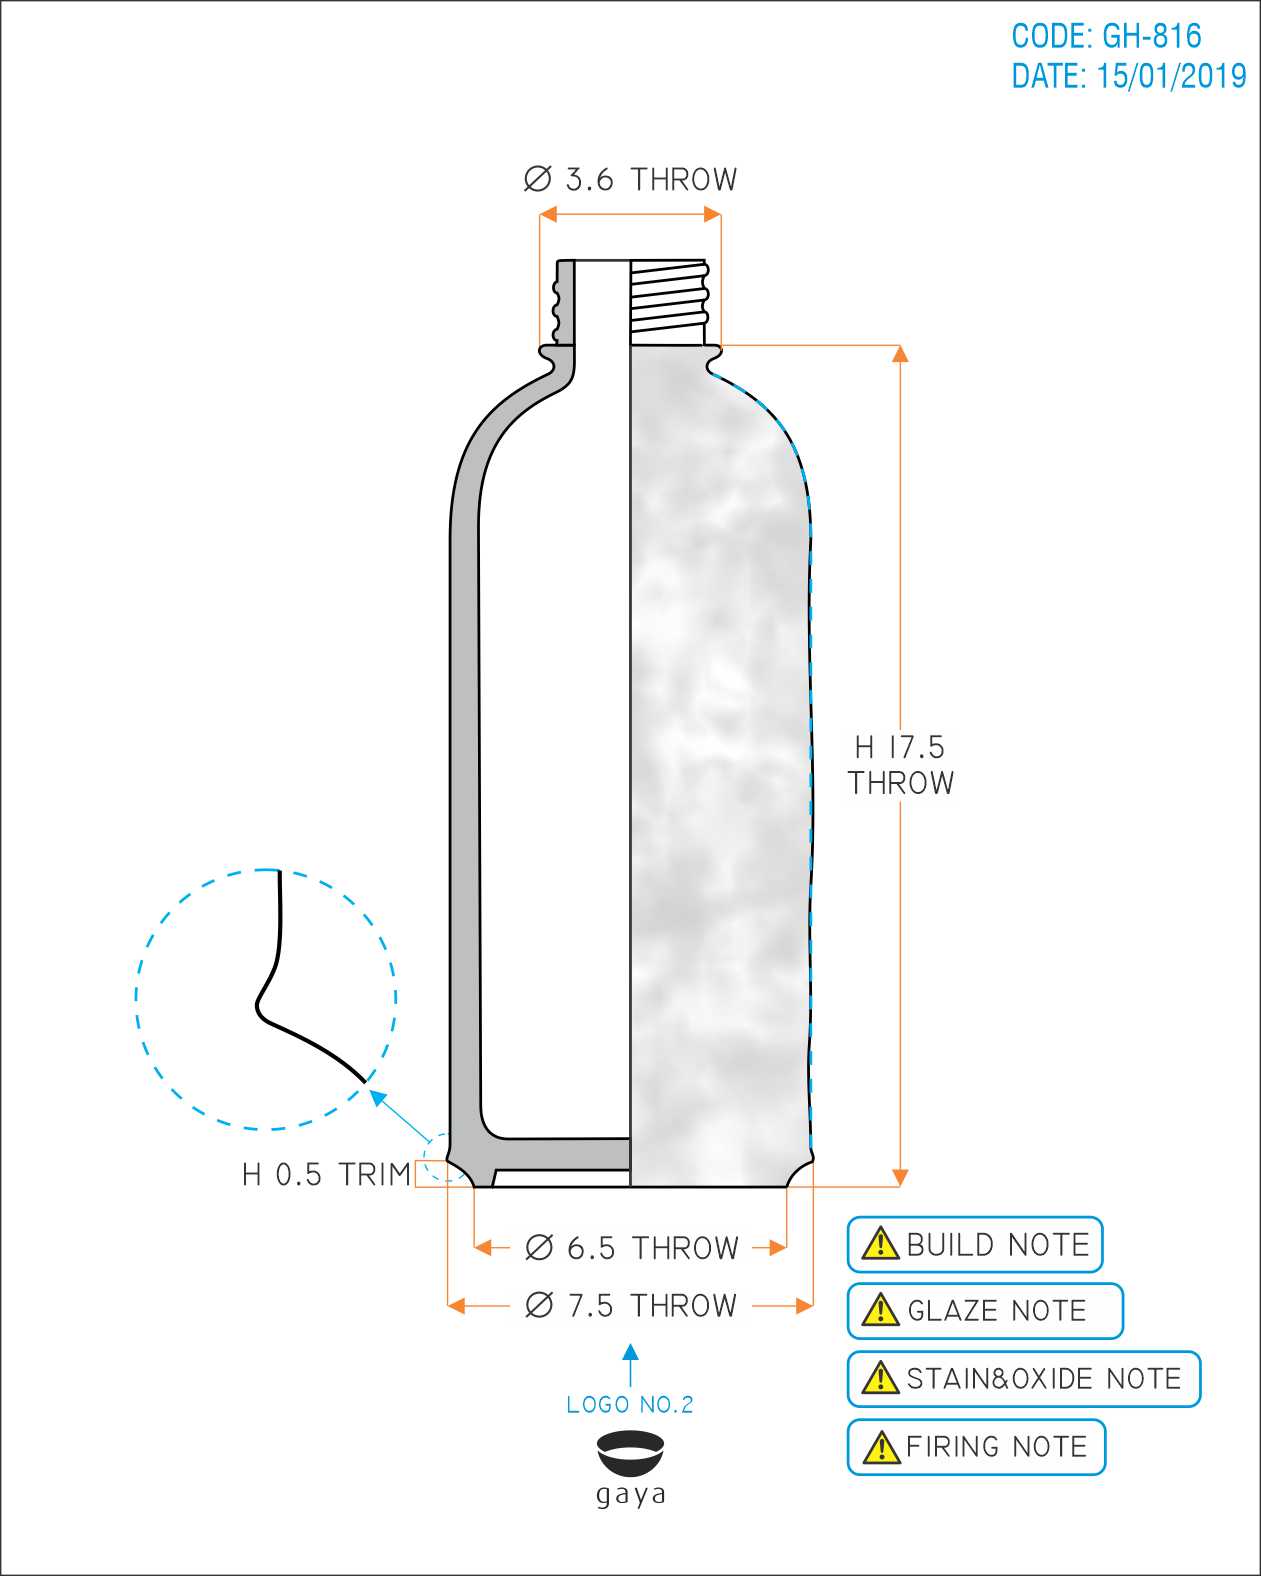 CODE: GH-816
DATE: 15/01/2019
Ø 3.6 THROW
H 17.5
THROW
H 0.5 TRIM
Ø 6.5 THROW
Ø 7.5 THROW
LOGO NO.2
gaya
BUILD NOTE
GLAZE NOTE
STAIN&OXIDE NOTE
FIRING NOTE